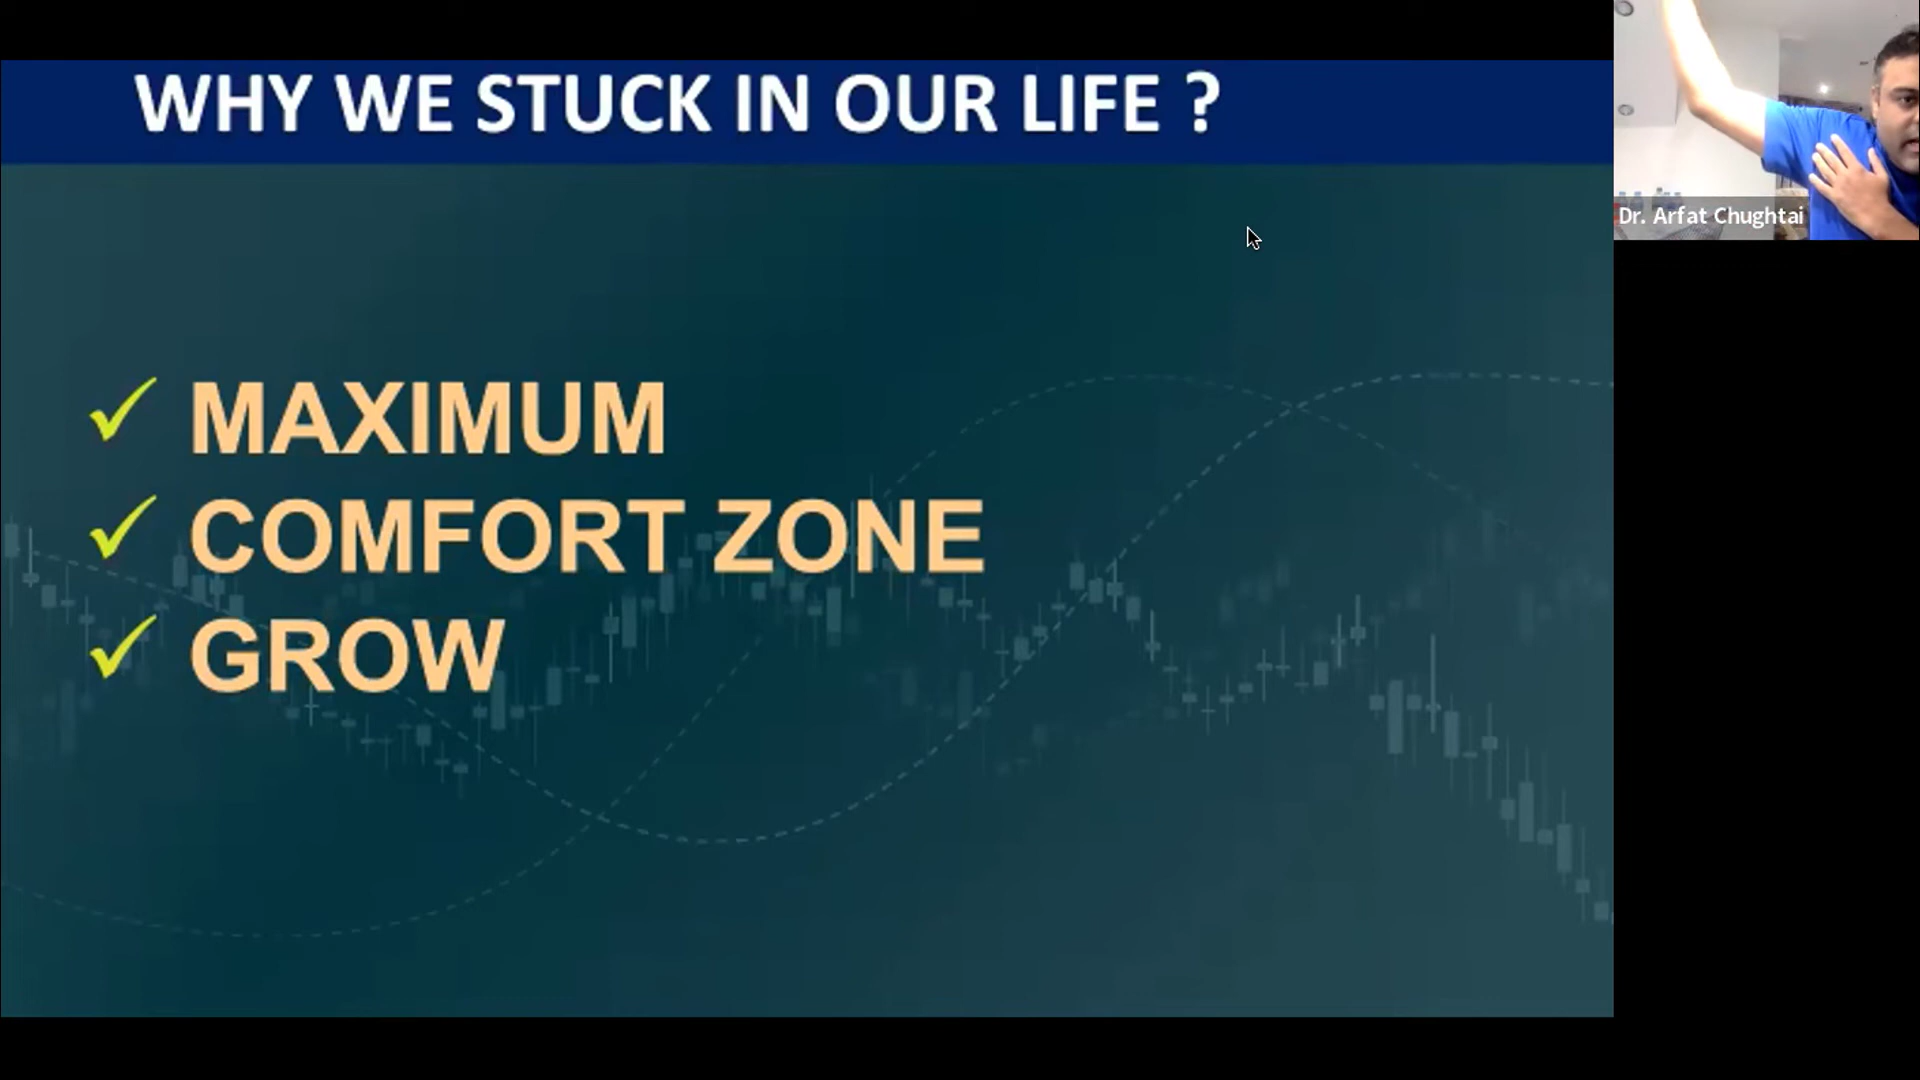 WHY WE STUCK IN OUR LIFE ?
Dr. Arfat Chughtai
✓ MAXIMUM
✓ COMFORT ZONE
✓ GROW